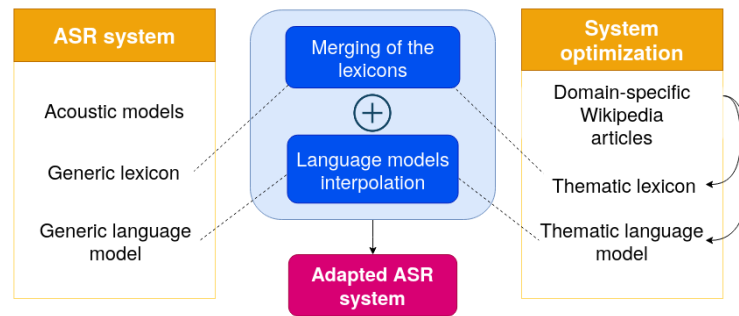 ASR system
Acoustic models
Generic lexicon
Generic language
model
Merging of the
lexicons
Language models
interpolation
Adapted ASR
system
System
optimization
Domain-specific
Wikipedia
articles
Thematic lexicon
Thematic language
model